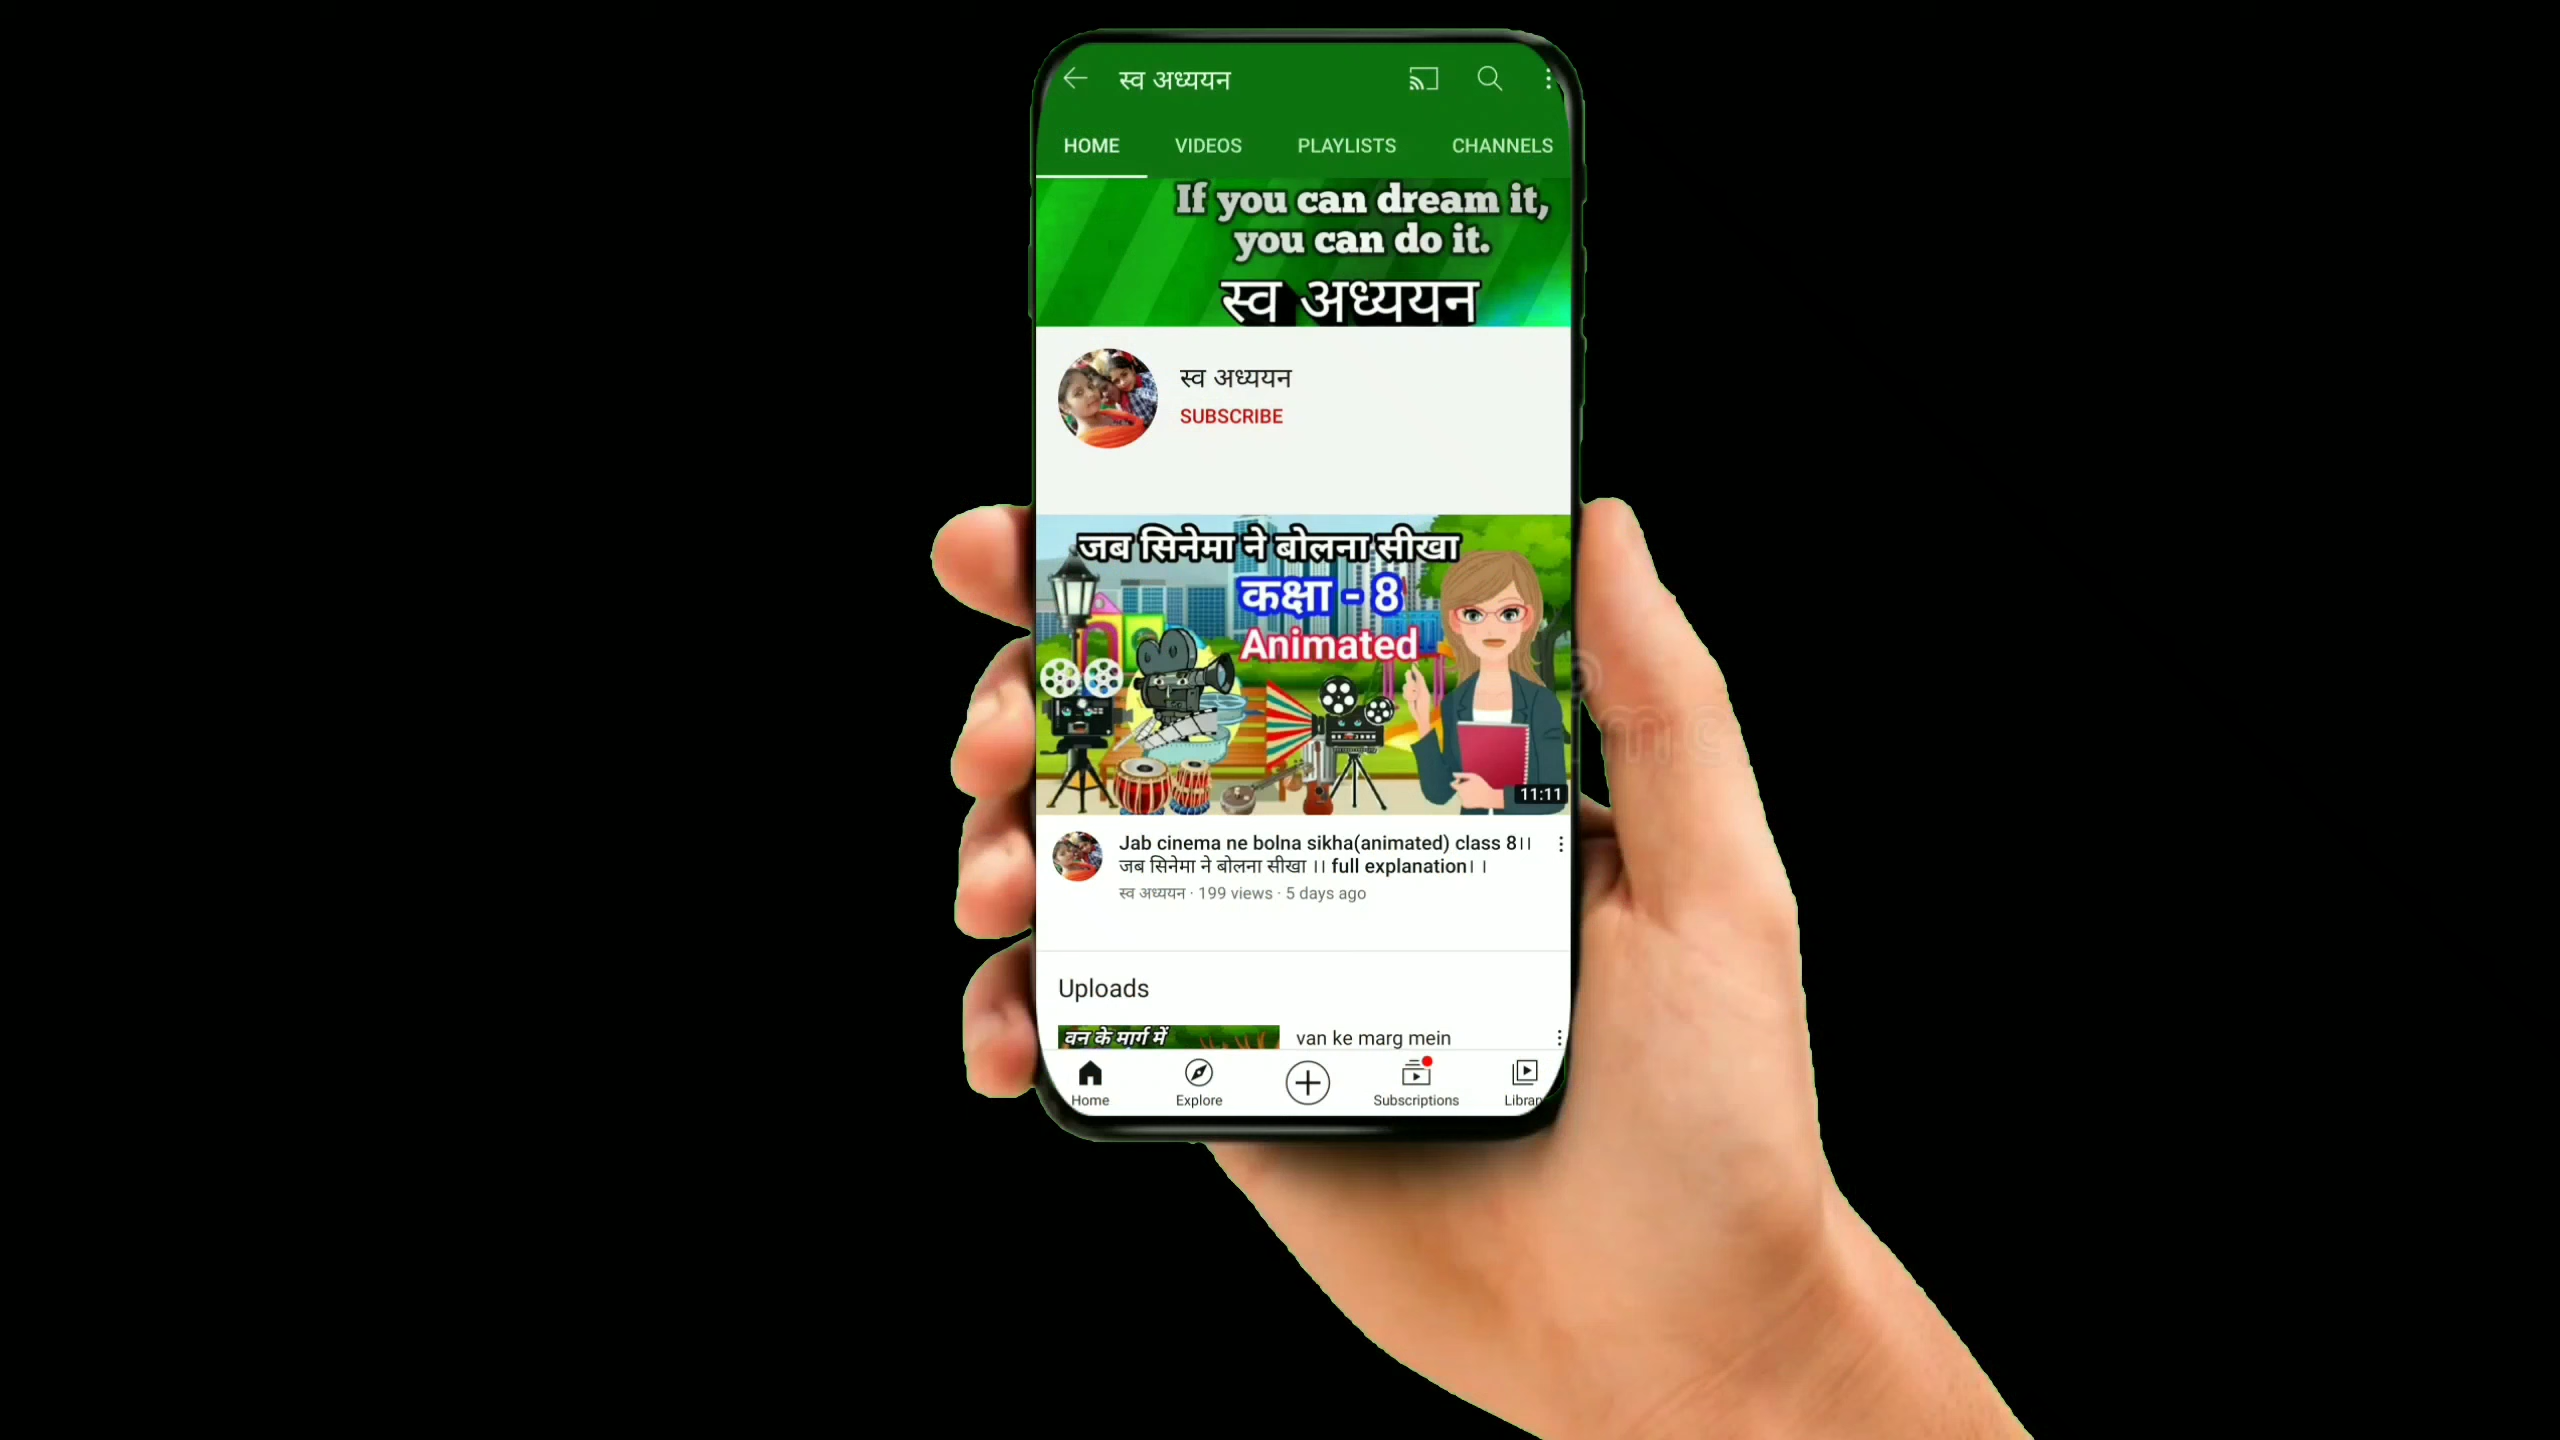 स्व अध्ययन
HOME VIDEOS PLAYLISTS CHANNELS
If you can dream it,
you can do it.
स्व अध्ययन
स्व अध्ययन
SUBSCRIBE
जब सिनेमा ने बोलना सीखा
कक्षा - 8
Animated
11:11
Jab cinema ne bolna sikha(animated) class 8।।
जब सिनेमा ने बोलना सीखा ।। full explanation।।
स्व अध्ययन · 199 views · 5 days ago
Uploads
वन के मार्ग में
van ke marg mein
Home Explore Subscriptions Librar